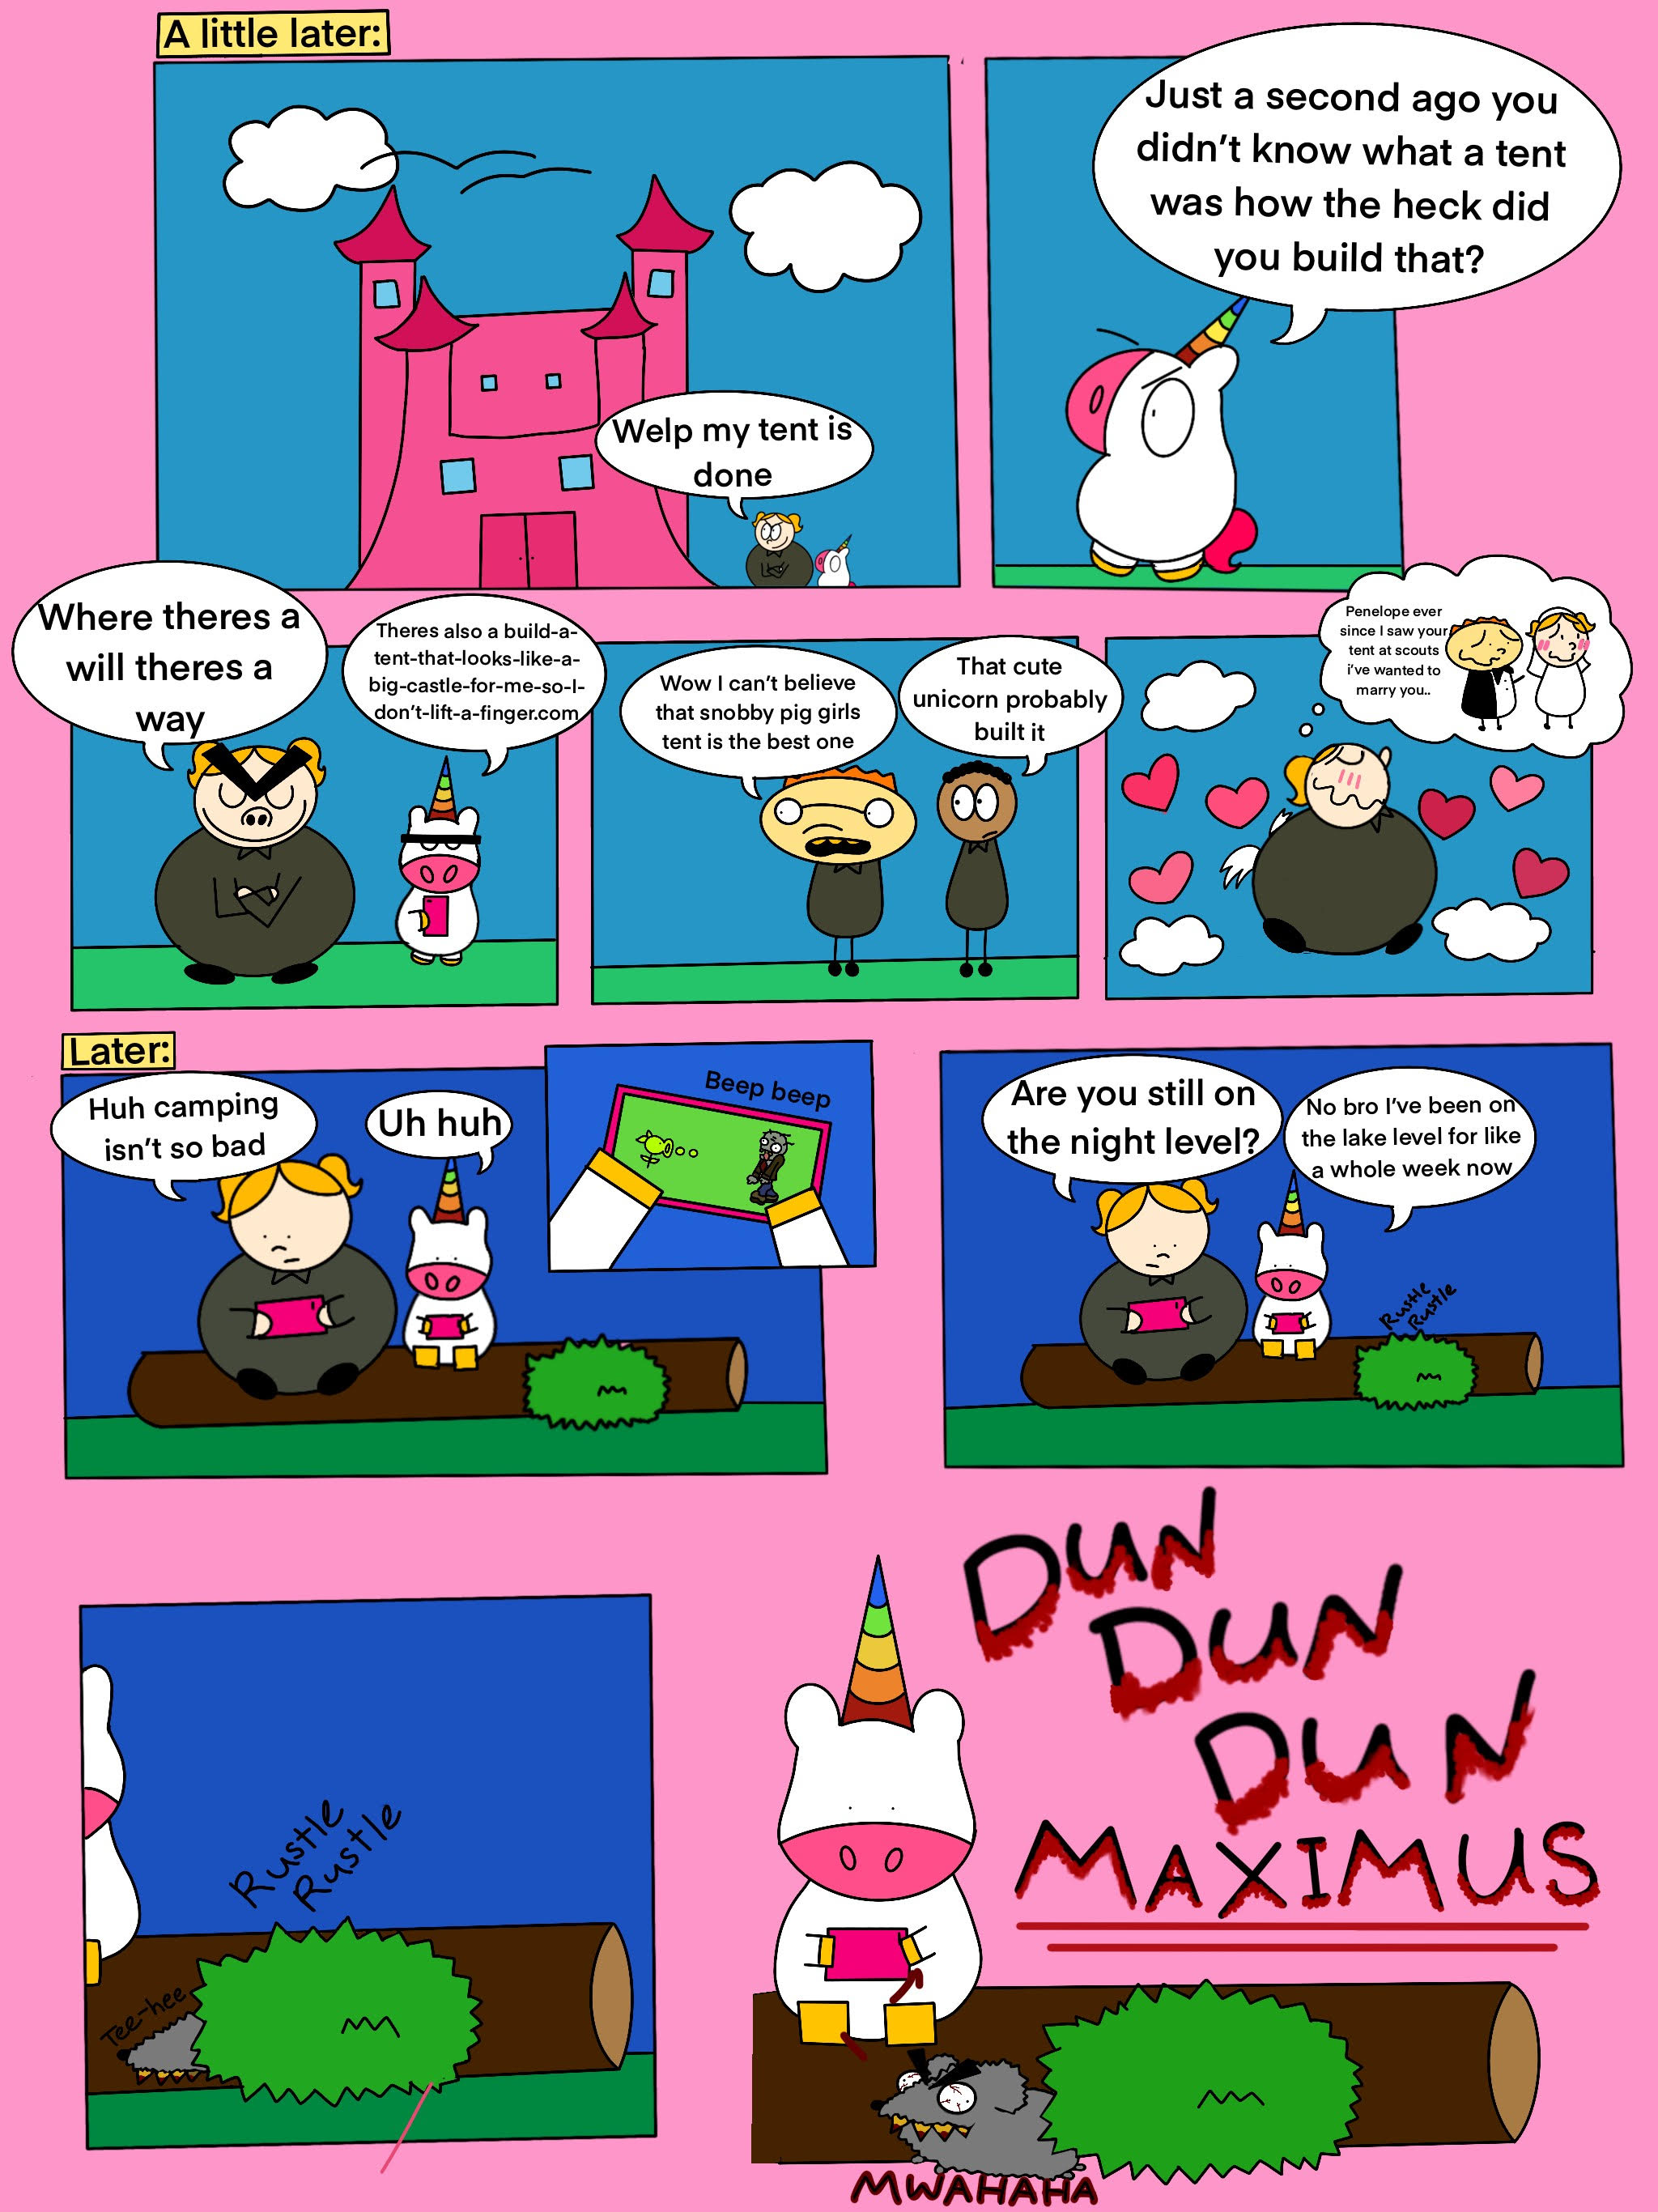 A little later:
Welp my tent is
done
Just a second ago you
didn't know what a tent
was how the heck did
you build that?
Where theres a
will theres a
way
Theres also a build-a-
tent-that-looks-like-a-
big-castle-for-me-so-I-
don't-lift-a-finger.com
Wow I can't believe
that snobby pig girls
tent is the best one
That cute
unicorn probably
built it
Penelope ever
since I saw your
tent at scouts
i've wanted to
marry you..
Later:
Huh camping
isn't so bad
Uh huh
Beep beep
Are you still on
the night level?
No bro I've been on
the lake level for like
a whole week now
Rustle
Rustle
Rustle
Rustle
Tee-hee
DUN
DUN
DUN
MAXIMUS
MWAHAHA